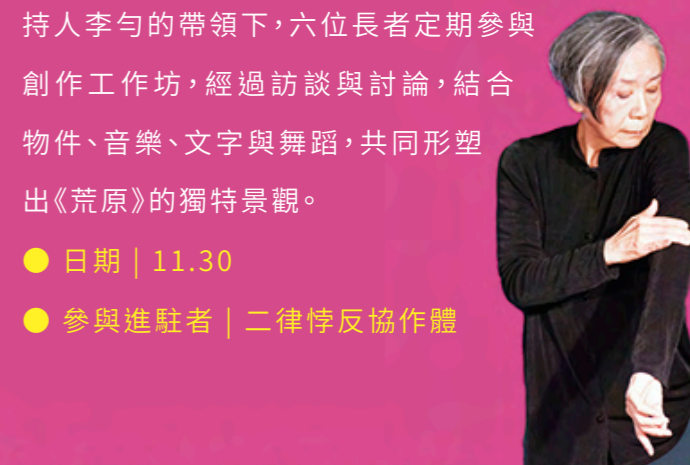 持人李勻的帶領下，六位長者定期參與
創作工作坊，經過訪談與討論，結合
物件、音樂、文字與舞蹈，共同形塑
出《荒原》的獨特景觀。
● 日期 | 11.30
● 參與進駐者 | 二律悖反協作體